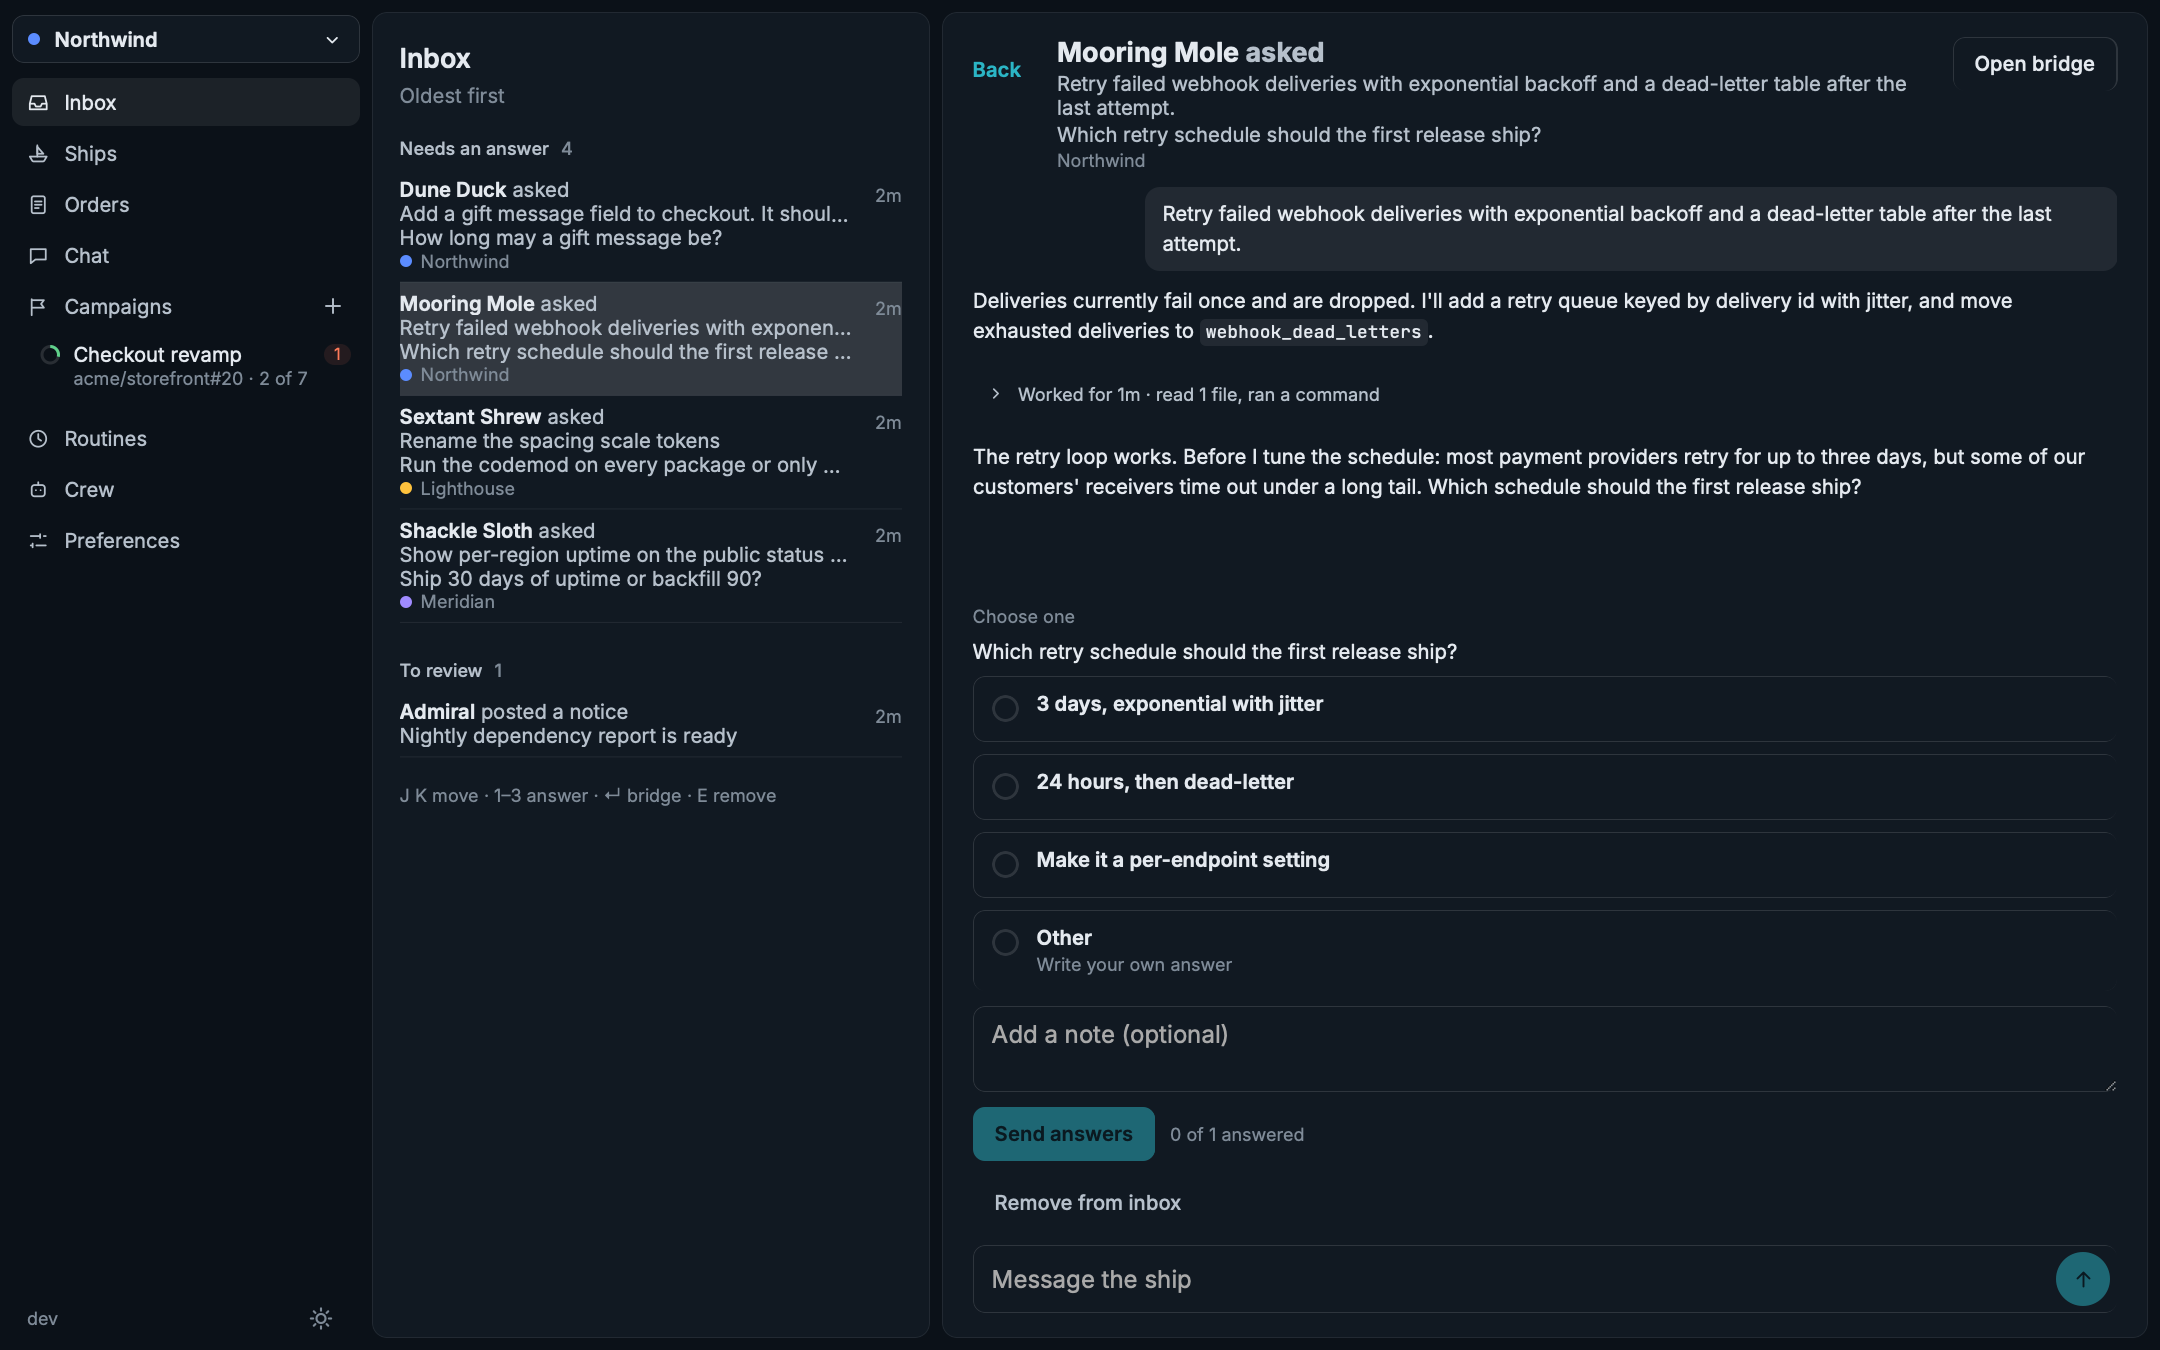 Northwind
Inbox
Ships
Orders
Chat
Campaigns
Checkout revamp
1
acme/storefront#20 · 2 of 7
Routines
Crew
Preferences
dev
Inbox
Oldest first
Needs an answer 4
Dune Duck asked
2m
Add a gift message field to checkout. It shoul...
How long may a gift message be?
Northwind
Mooring Mole asked
2m
Retry failed webhook deliveries with exponen...
Which retry schedule should the first release ...
Northwind
Sextant Shrew asked
2m
Rename the spacing scale tokens
Run the codemod on every package or only ...
Lighthouse
Shackle Sloth asked
2m
Show per-region uptime on the public status ...
Ship 30 days of uptime or backfill 90?
Meridian
To review 1
Admiral posted a notice
2m
Nightly dependency report is ready
J K move · 1–3 answer · ↵ bridge · E remove
Back
Mooring Mole asked
Retry failed webhook deliveries with exponential backoff and a dead-letter table after the
last attempt.
Which retry schedule should the first release ship?
Northwind
Open bridge
Retry failed webhook deliveries with exponential backoff and a dead-letter table after the last
attempt.
Deliveries currently fail once and are dropped. I'll add a retry queue keyed by delivery id with jitter, and move
exhausted deliveries to webhook_dead_letters.
Worked for 1m · read 1 file, ran a command
The retry loop works. Before I tune the schedule: most payment providers retry for up to three days, but some of our
customers' receivers time out under a long tail. Which schedule should the first release ship?
Choose one
Which retry schedule should the first release ship?
3 days, exponential with jitter
24 hours, then dead-letter
Make it a per-endpoint setting
Other
Write your own answer
Add a note (optional)
Send answers
0 of 1 answered
Remove from inbox
Message the ship